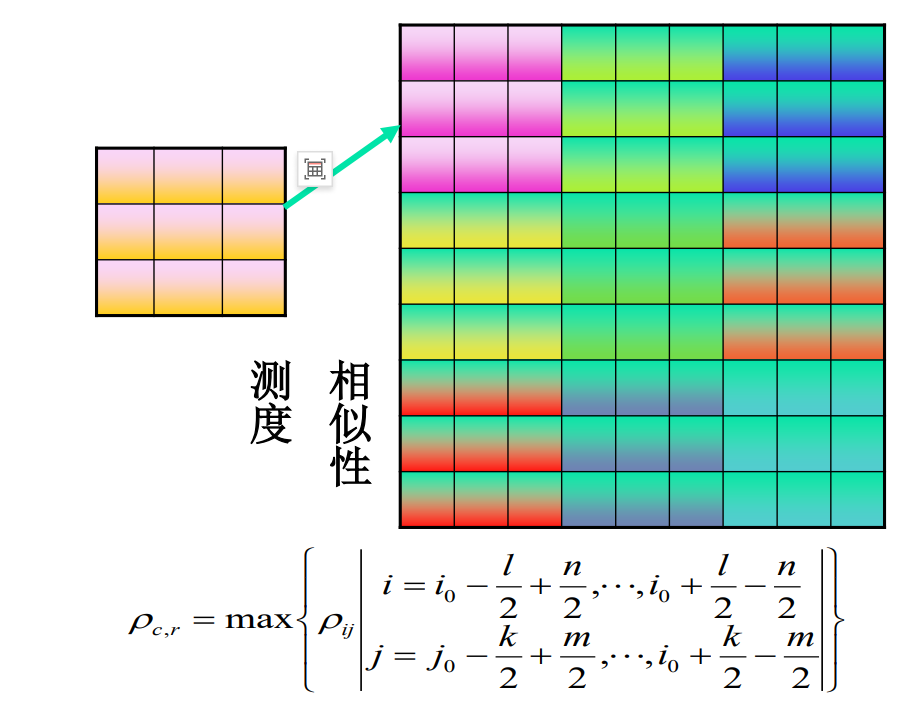 相似性
测度
ρ_{c,r} = max{ρ_{ij} | i = i_0 − l/2 + n/2, ⋯, i_0 + l/2 − n/2
j = j_0 − k/2 + m/2, ⋯, i_0 + k/2 − m/2 |}